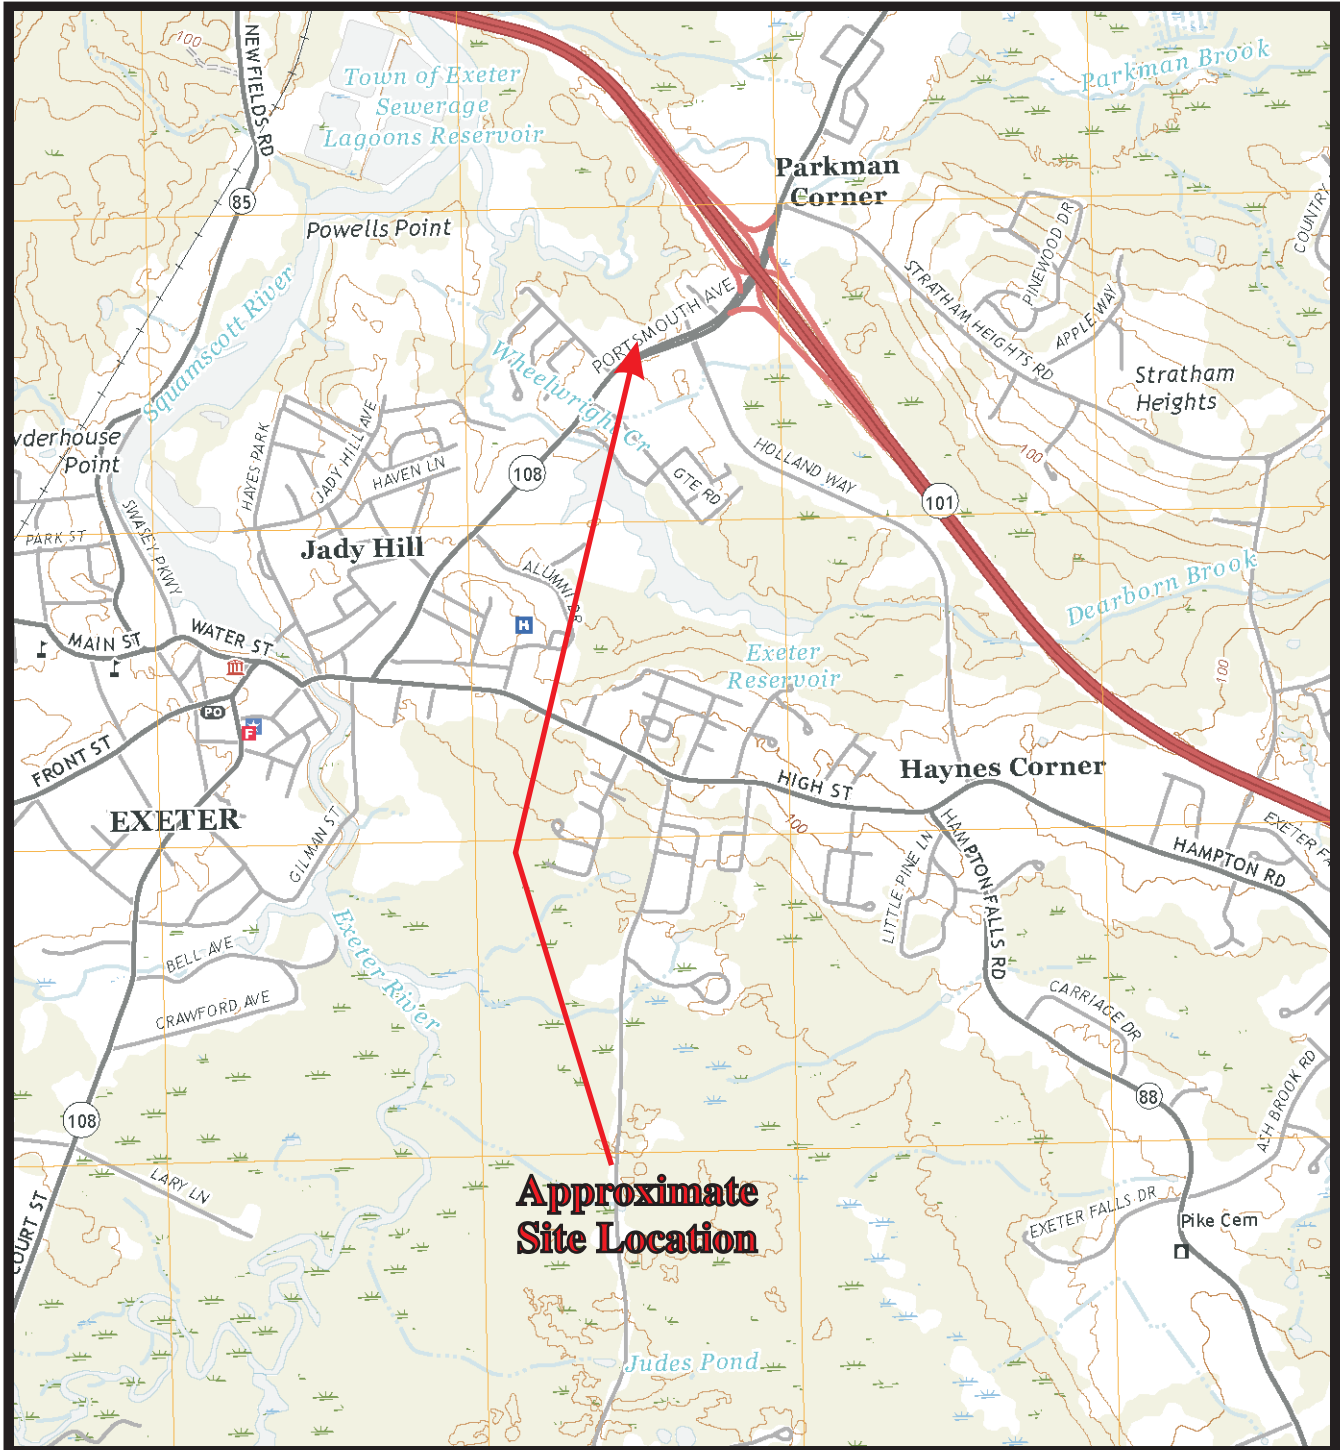 100
NEWFIELDS RD
Town of Exeter
Sewerage
Lagoons Reservoir
Parkman Brook
Parkman
Corner
85
Powells Point
COUNTRY
PINEWOOD DR
STRATHAM HEIGHTS RD
APPLE WAY
Squamscott River
PORTSMOUTH AVE
Wheelwright Cr
Stratham
Heights
yderhouse
Point
HAYES PARK
JADY HILL AVE
HAVEN LN
108
GTE RD
HOLLAND WAY
100
101
SWASEY PKWY
PARK ST
Jady Hill
ALUMNI DR
H
Dearborn Brook
MAIN ST
WATER ST
Exeter
Reservoir
100
PO
F
FRONT ST
HIGH ST
Haynes Corner
EXETER
GILMAN ST
100
LITTLE PINE LN
HAMPTON FALLS RD
HAMPTON RD
EXETER FA
BELL AVE
Exeter River
CRAWFORD AVE
CARRIAGE DR
88
ASH BROOK RD
108
LARY LN
COURT ST
Approximate
Site Location
EXETER FALLS DR
Pike Cem
Judes Pond